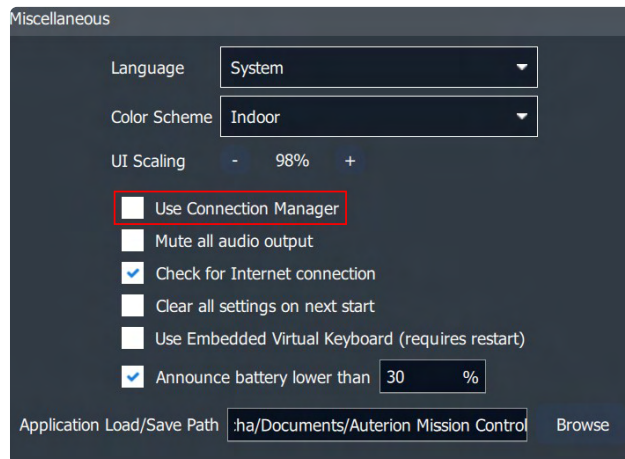 Miscellaneous
Language System
Color Scheme Indoor
UI Scaling - 98% +
Use Connection Manager
Mute all audio output
Check for Internet connection
Clear all settings on next start
Use Embedded Virtual Keyboard (requires restart)
Announce battery lower than 30 %
Application Load/Save Path :ha/Documents/Auterion Mission Control Browse